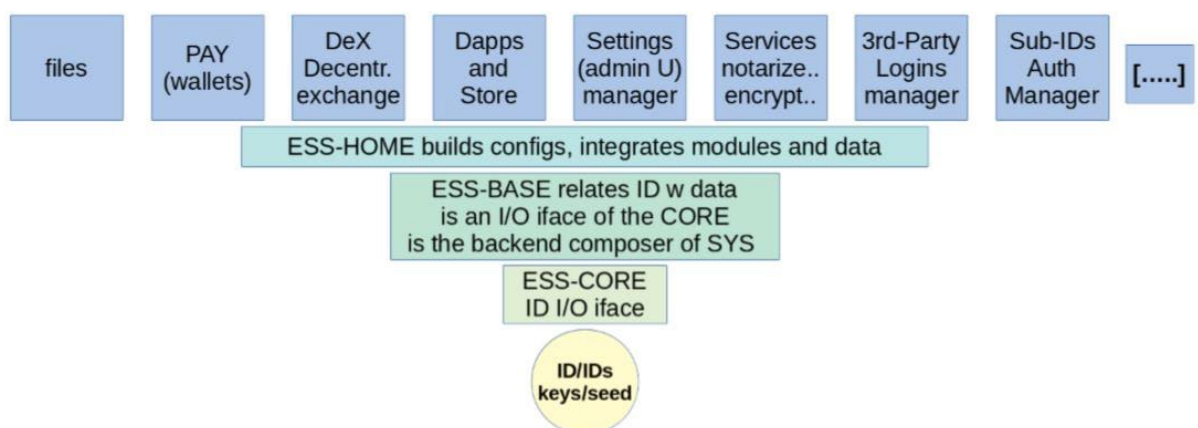 files
PAY
(wallets)
DeX
Decentr.
exchange
Dapps
and
Store
Settings
(admin U)
manager
Services
notarize..
encrypt..
3rd-Party
Logins
manager
Sub-IDs
Auth
Manager
[.....]
ESS-HOME builds configs, integrates modules and data
ESS-BASE relates ID w data
is an I/O iface of the CORE
is the backend composer of SYS
ESS-CORE
ID I/O iface
ID/IDs
keys/seed